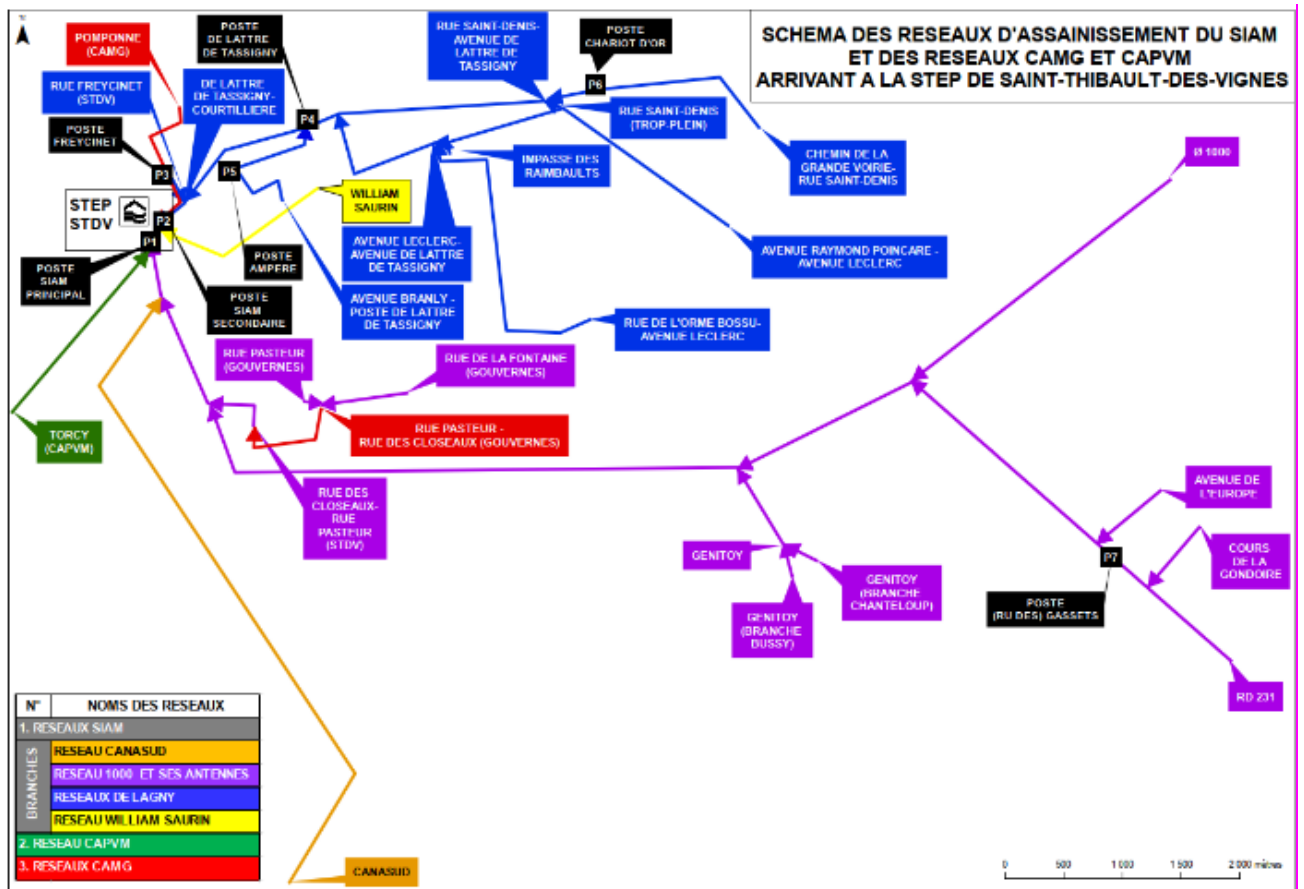 SCHEMA DES RESEAUX D'ASSAINISSEMENT DU SIAM
ET DES RESEAUX CAMG ET CAPVM
ARRIVANT A LA STEP DE SAINT-THIBAULT-DES-VIGNES
POMPONNE
(CAMG)
POSTE
DE LATTRE
DE TASSIGNY
RUE SAINT-DENIS-
AVENUE DE
LATTRE DE
TASSIGNY
POSTE
CHARIOT D'OR
RUE FREYCINET
(STDV)
DE LATTRE
DE TASSIGNY-
COURTILLIERE
P6
RUE SAINT-DENIS
(TROP-PLEIN)
POSTE
FREYCINET
P4
CHEMIN DE LA
GRANDE VOIRIE-
RUE SAINT-DENIS
Ø 1000
P3
P5
IMPASSE DES
RAIMBAULTS
WILLIAM
SAURIN
STEP
STDV
P2
P1
AVENUE LECLERC-
AVENUE DE LATTRE
DE TASSIGNY
AVENUE RAYMOND POINCARE -
AVENUE LECLERC
POSTE
SIAM
PRINCIPAL
POSTE
AMPERE
POSTE
SIAM
SECONDAIRE
AVENUE BRANLY -
POSTE DE LATTRE
DE TASSIGNY
RUE DE L'ORME BOSSU-
AVENUE LECLERC
RUE PASTEUR
(GOUVERNES)
RUE DE LA FONTAINE
(GOUVERNES)
TORCY
(CAPVM)
RUE PASTEUR -
RUE DES CLOSEAUX (GOUVERNES)
RUE DES
CLOSEAUX-
RUE
PASTEUR
(STDV)
AVENUE DE
L'EUROPE
COURS
DE LA
GONDOIRE
GENITOY
P7
GENITOY
(BRANCHE
CHANTELOUP)
GENITOY
(BRANCHE
BUSSY)
POSTE
(RU DES) GASSETS
RD 231
N° NOMS DES RESEAUX
1. RESEAUX SIAM
BRANCHES
RESEAU CANASUD
RESEAU 1000 ET SES ANTENNES
RESEAUX DE LAGNY
RESEAU WILLIAM SAURIN
2. RESEAU CAPVM
3. RESEAUX CAMG
CANASUD
0 500 1 000 1 500 2 000 mètres